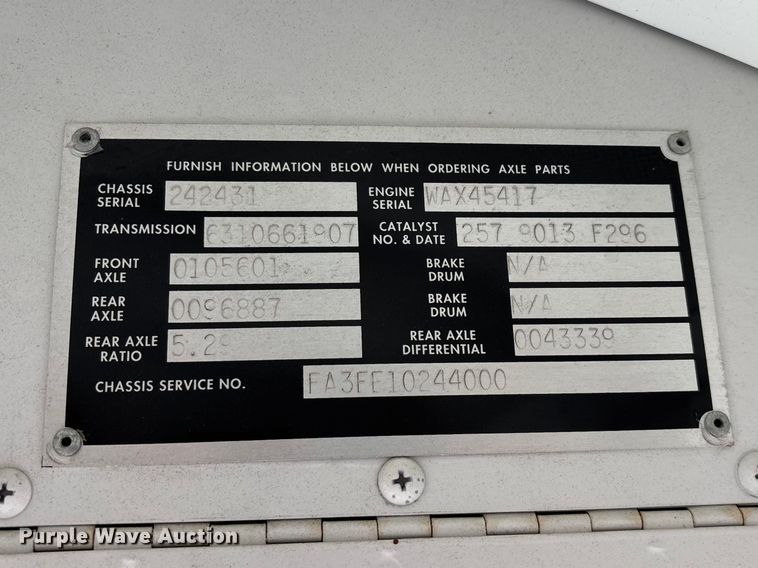 FURNISH INFORMATION BELOW WHEN ORDERING AXLE PARTS
CHASSIS SERIAL 242431 ENGINE SERIAL WAX45417
TRANSMISSION 6310661907 CATALYST NO. & DATE 257 9013 F296
FRONT AXLE 0105601 BRAKE DRUM N/A
REAR AXLE 0096887 BRAKE DRUM N/A
REAR AXLE RATIO REAR AXLE DIFFERENTIAL 0043339
CHASSIS SERVICE NO. FA3FE10244000
Purple Wave Auction